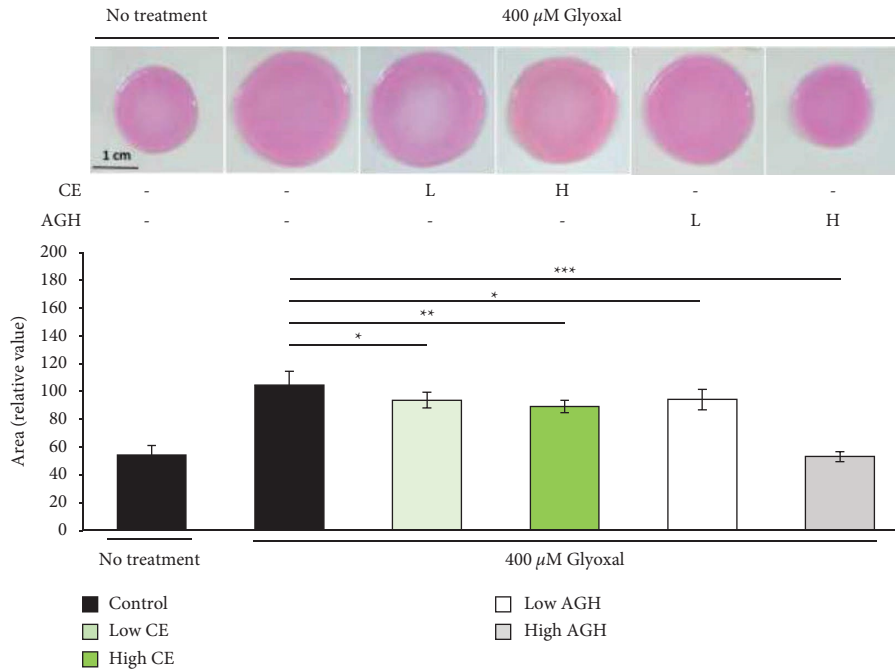 No treatment 400 μM Glyoxal
1 cm
CE - - L H - -
AGH - - - - L H
***
*
**
*
Area (relative value)
200
180
160
140
120
100
80
60
40
20
0
No treatment 400 μM Glyoxal
Control
Low CE
High CE
Low AGH
High AGH